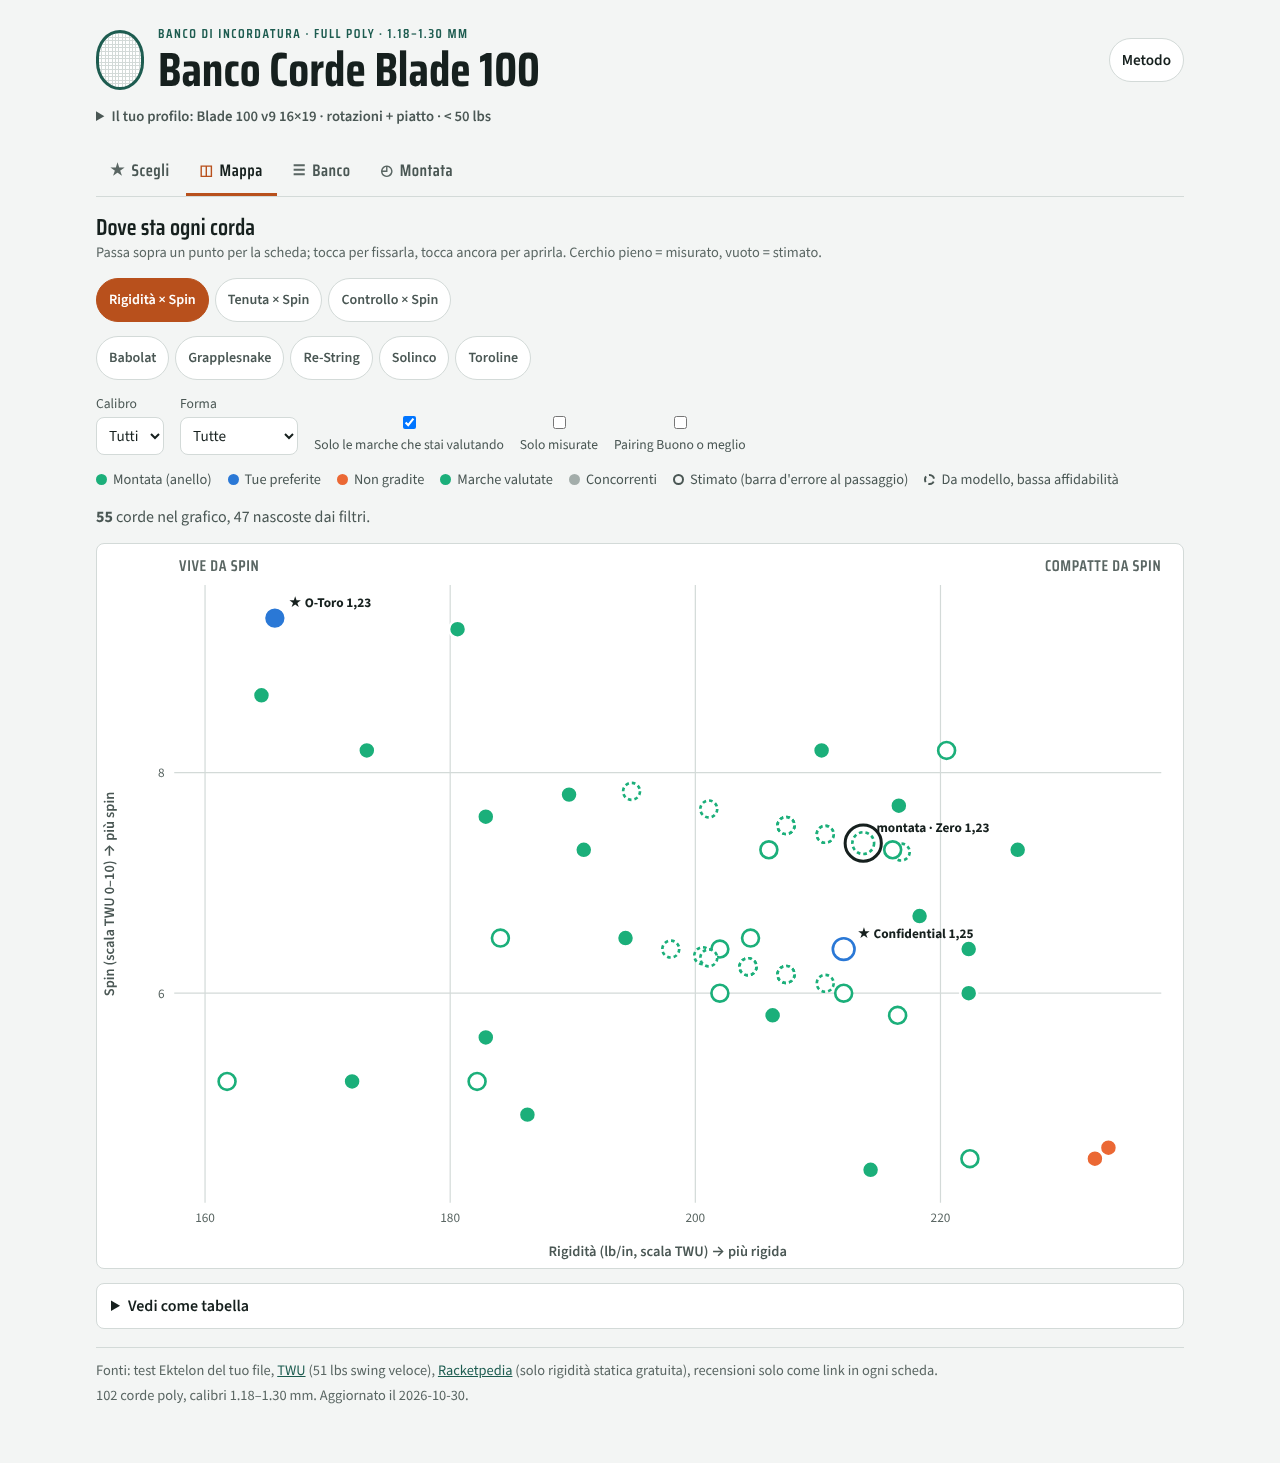 BANCO DI INCORDATURA · FULL POLY · 1.18–1.30 MM
Banco Corde Blade 100
Metodo
▶ Il tuo profilo: Blade 100 v9 16×19 · rotazioni + piatto · < 50 lbs
★ Scegli
◫ Mappa
☰ Banco
◴ Montata
Dove sta ogni corda
Passa sopra un punto per la scheda; tocca per fissarla, tocca ancora per aprirla. Cerchio pieno = misurato, vuoto = stimato.
Rigidità × Spin
Tenuta × Spin
Controllo × Spin
Babolat
Grapplesnake
Re-String
Solinco
Toroline
Calibro
Forma
Tutti
Tutte
Solo le marche che stai valutando
Solo misurate
Pairing Buono o meglio
Montata (anello)
Tue preferite
Non gradite
Marche valutate
Concorrenti
Stimato (barra d'errore al passaggio)
Da modello, bassa affidabilità
55 corde nel grafico, 47 nascoste dai filtri.
VIVE DA SPIN
COMPATTE DA SPIN
★ O-Toro 1,23
8
montata · Zero 1,23
★ Confidential 1,25
6
Spin (scala TWU 0–10) → più spin
160
180
200
220
Rigidità (lb/in, scala TWU) → più rigida
▶ Vedi come tabella
Fonti: test Ektelon del tuo file, TWU (51 lbs swing veloce), Racketpedia (solo rigidità statica gratuita), recensioni solo come link in ogni scheda.
102 corde poly, calibri 1.18–1.30 mm. Aggiornato il 2026-10-30.